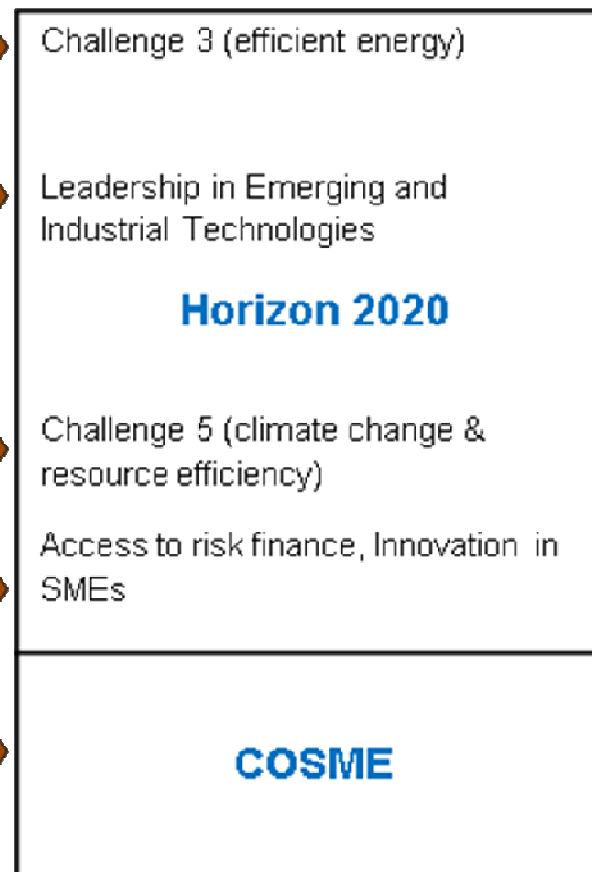 Challenge 3 (efficient energy)
Leadership in Emerging and
Industrial Technologies
Horizon 2020
Challenge 5 (climate change &
resource efficiency)
Access to risk finance, Innovation in
SMEs
COSME